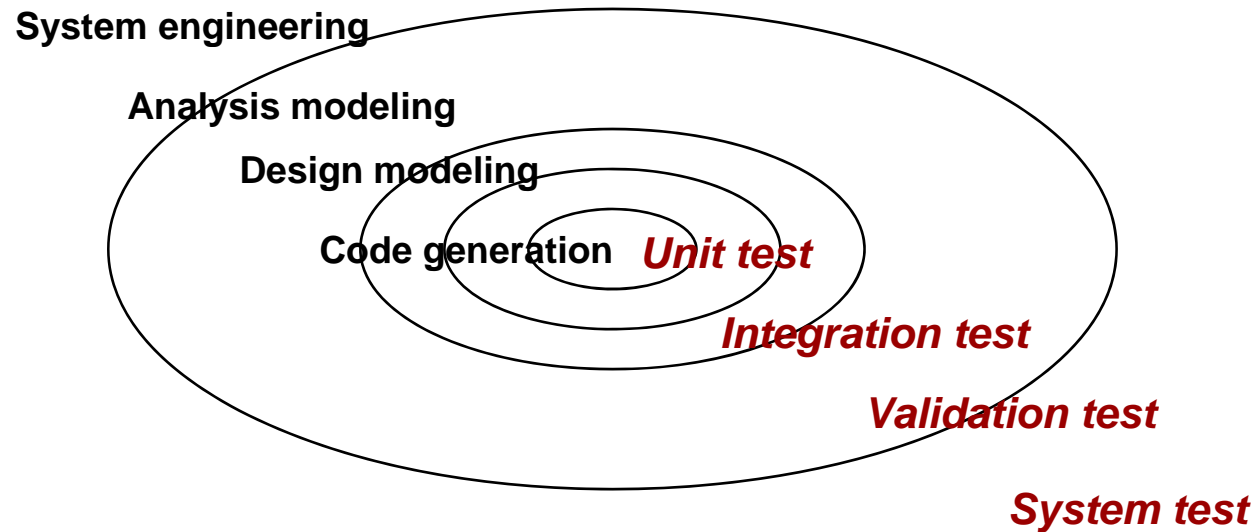 System engineering
Analysis modeling
Design modeling
Code generation
Unit test
Integration test
Validation test
System test